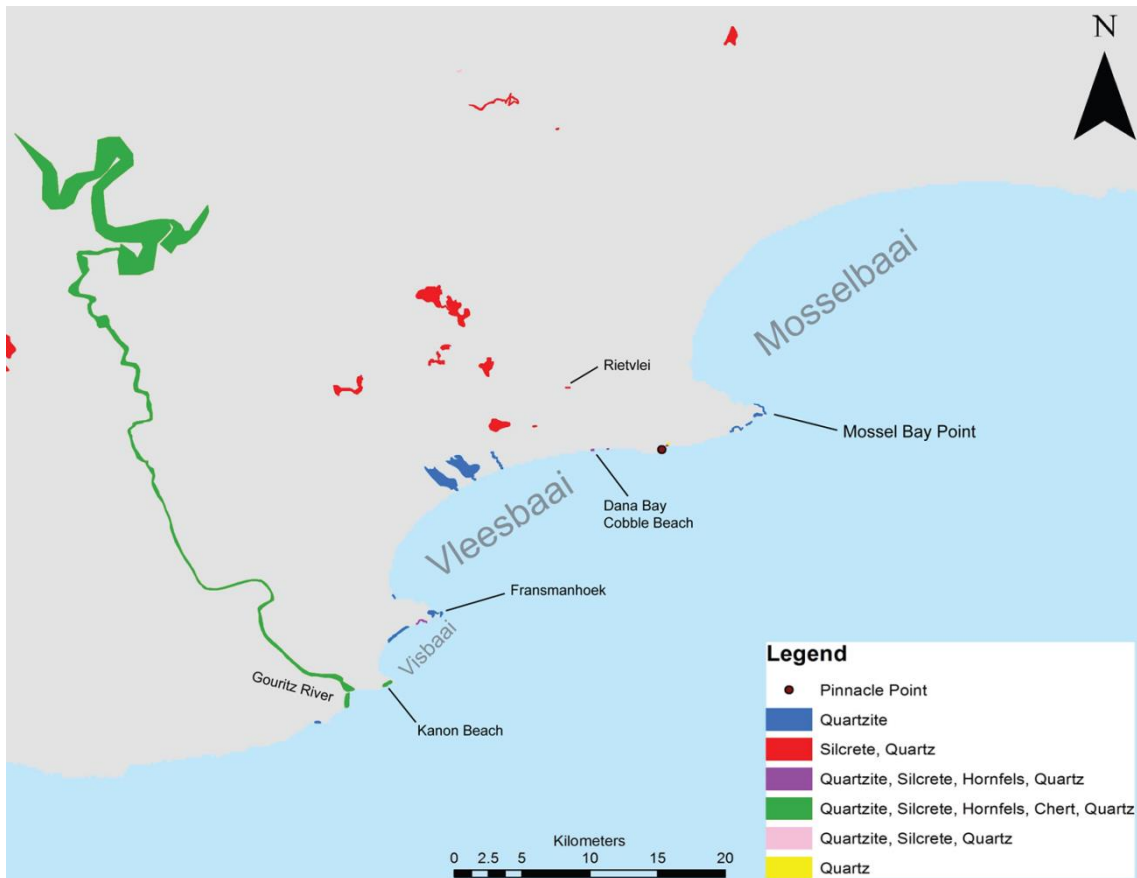 N
Mosselbaai
Rietvlei
Mossel Bay Point
Dana Bay
Cobble Beach
Vleesbaai
Fransmanhoek
Visbaai
Gouritz River
Kanon Beach
Legend
Pinnacle Point
Quartzite
Silcrete, Quartz
Quartzite, Silcrete, Hornfels, Quartz
Quartzite, Silcrete, Hornfels, Chert, Quartz
Quartzite, Silcrete, Quartz
Quartz
Kilometers
0 2.5 5 10 15 20